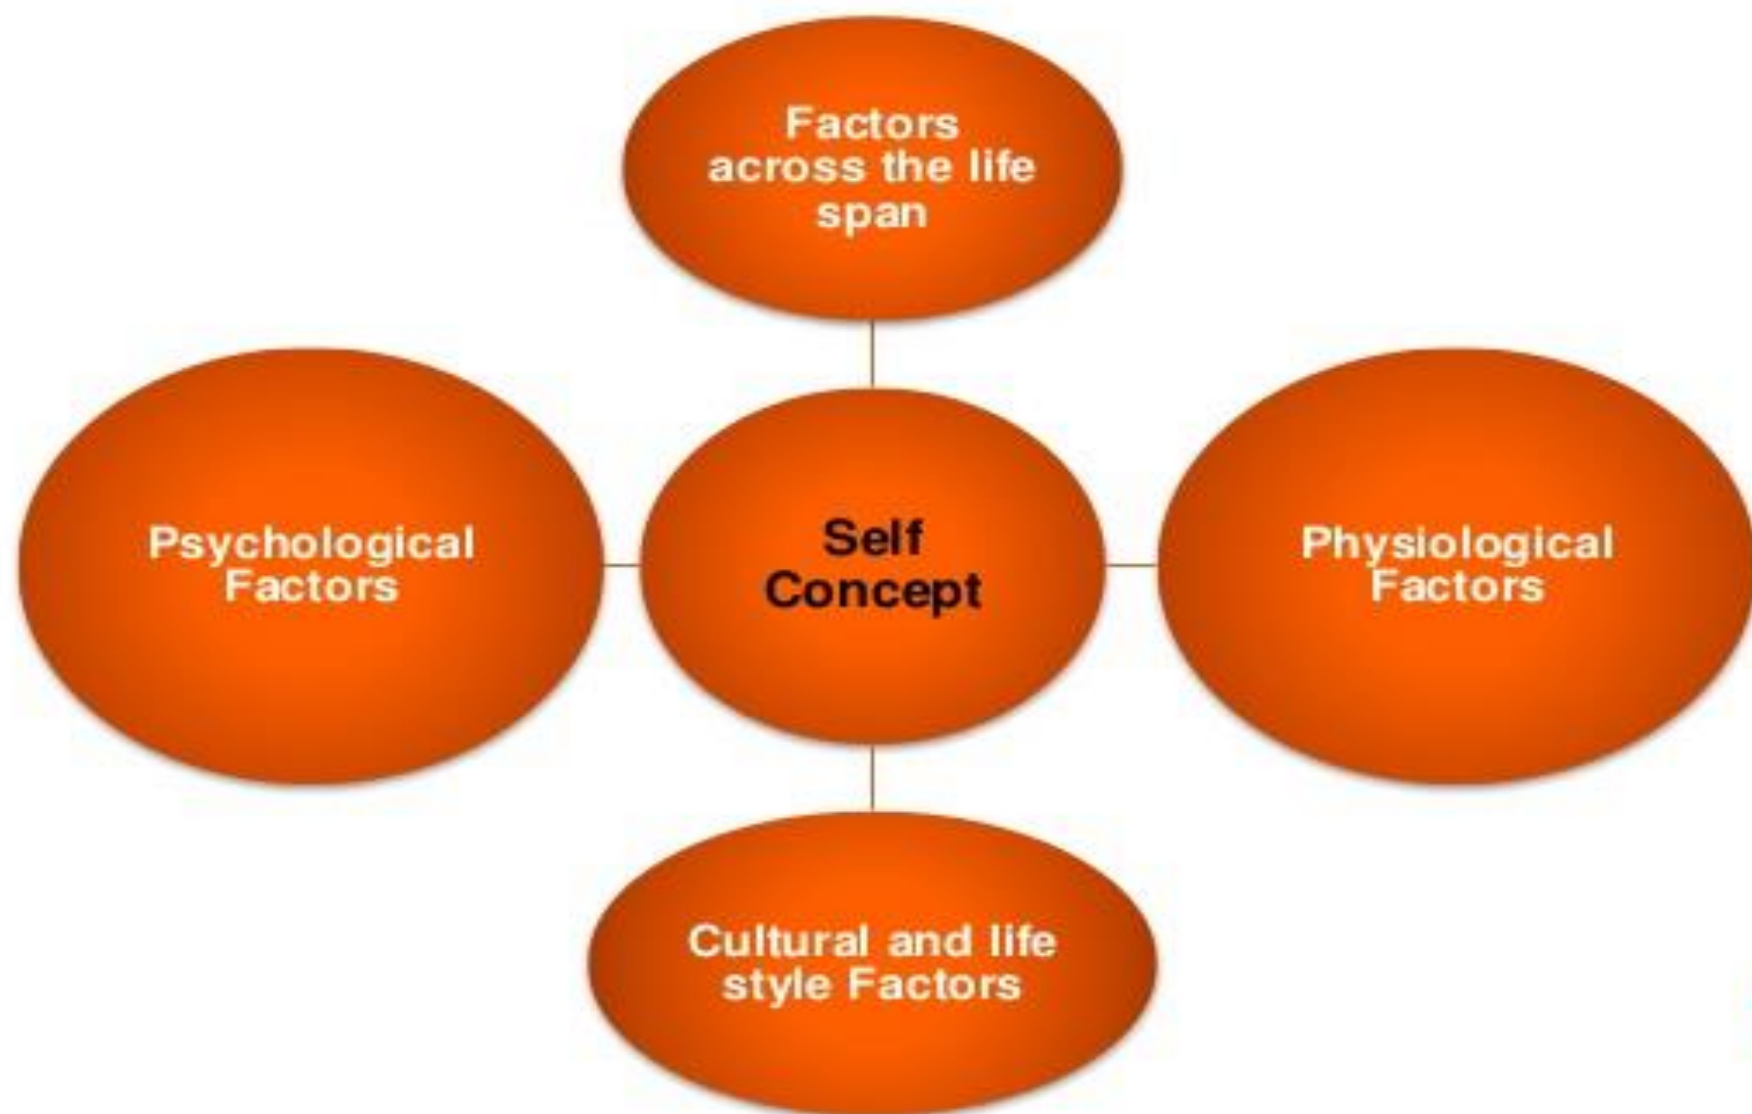 Factors
across the life
span
Psychological
Factors
Self
Concept
Physiological
Factors
Cultural and life
style Factors